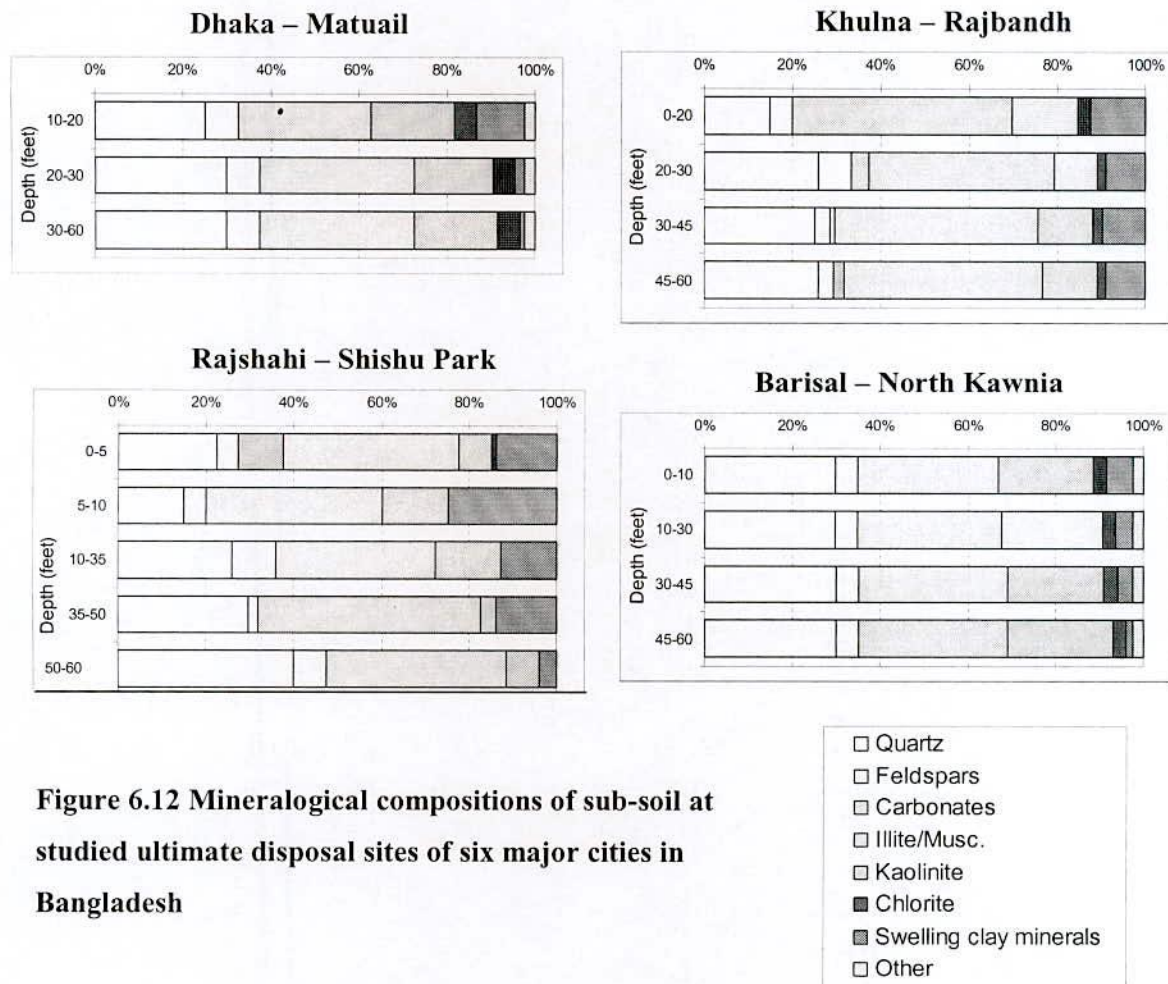 Dhaka – Matuail
0% 20% 40% 60% 80% 100%
Depth (feet)
10-20
20-30
30-60
Khulna – Rajbandh
0% 20% 40% 60% 80% 100%
Depth (feet)
0-20
20-30
30-45
45-60
Rajshahi – Shishu Park
0% 20% 40% 60% 80% 100%
Depth (feet)
0-5
5-10
10-35
35-50
50-60
Barisal – North Kawnia
0% 20% 40% 60% 80% 100%
Depth (feet)
0-10
10-30
30-45
45-60
Figure 6.12 Mineralogical compositions of sub-soil at
studied ultimate disposal sites of six major cities in
Bangladesh
Quartz
Feldspars
Carbonates
Illite/Musc.
Kaolinite
Chlorite
Swelling clay minerals
Other